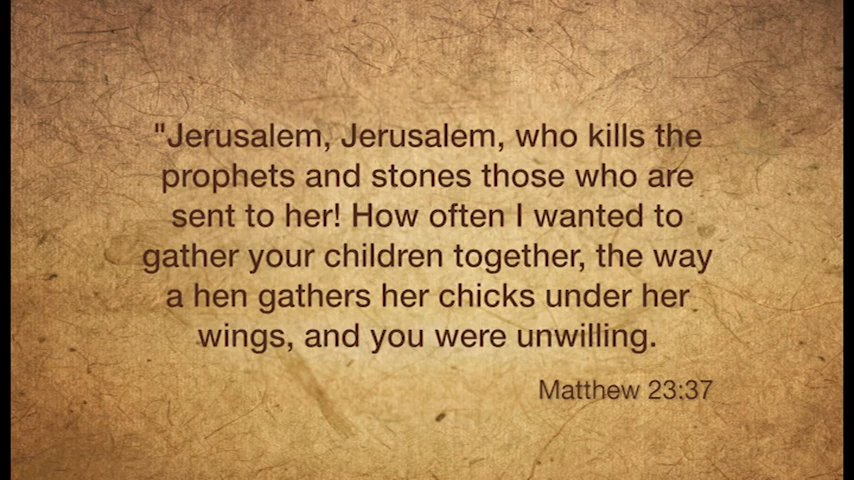 "Jerusalem, Jerusalem, who kills the
prophets and stones those who are
sent to her! How often I wanted to
gather your children together, the way
a hen gathers her chicks under her
wings, and you were unwilling.
Matthew 23:37